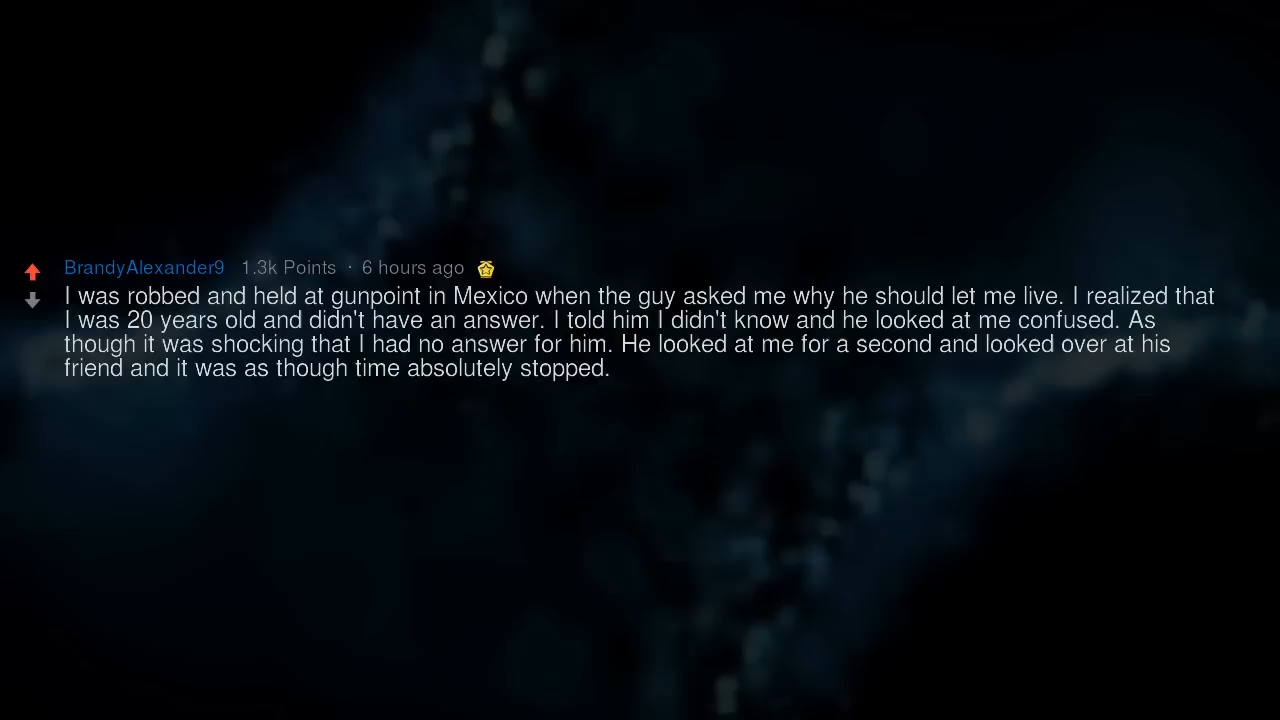 BrandyAlexander9 1.3k Points · 6 hours ago
I was robbed and held at gunpoint in Mexico when the guy asked me why he should let me live. I realized that
I was 20 years old and didn't have an answer. I told him I didn't know and he looked at me confused. As
though it was shocking that I had no answer for him. He looked at me for a second and looked over at his
friend and it was as though time absolutely stopped.